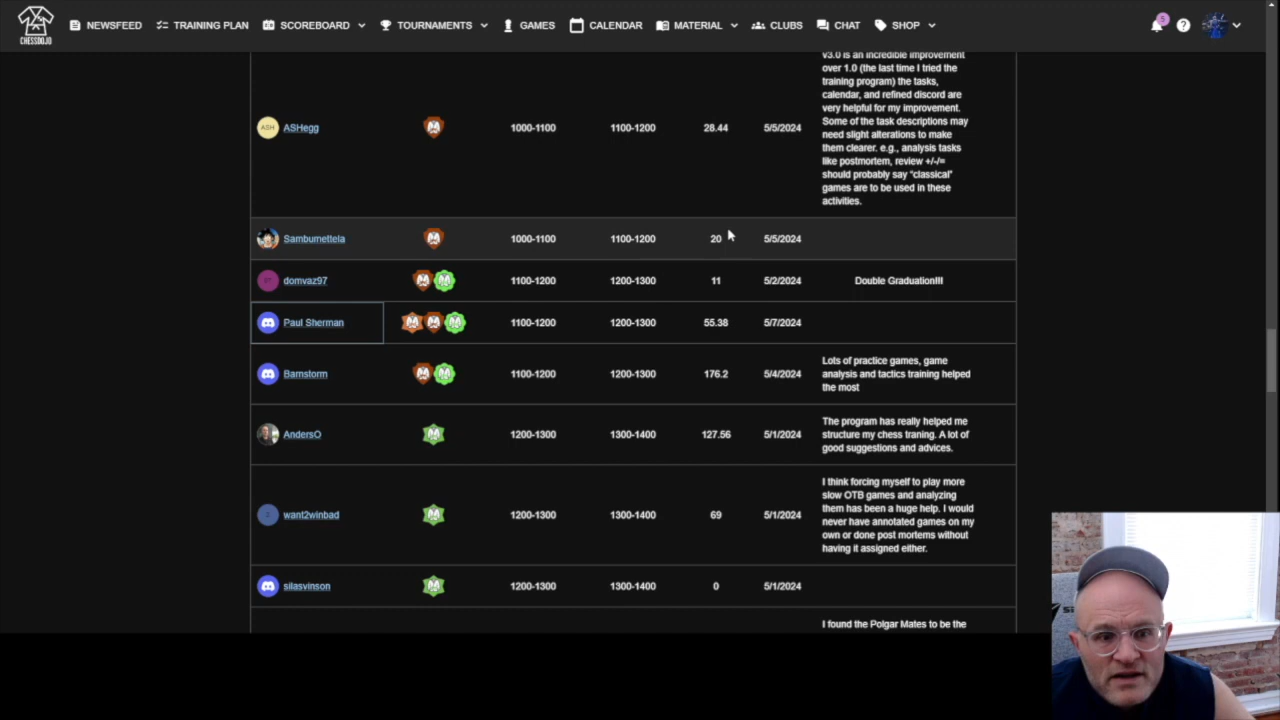 CHESSDOJO
NEWSFEED TRAINING PLAN SCOREBOARD TOURNAMENTS GAMES CALENDAR MATERIAL CLUBS CHAT SHOP 5
v3.0 is an incredible improvement
over 1.0 (the last time I tried the
training program) the tasks,
calendar, and refined discord are
very helpful for my improvement.
Some of the task descriptions may
need slight alterations to make
them clearer. e.g., analysis tasks
like postmortem, review +/-/=
should probably say "classical"
games are to be used in these
activities.
ASH ASHegg 1000-1100 1100-1200 28.44 5/5/2024
Sambumettela 1000-1100 1100-1200 20 5/5/2024
domvaz97 1100-1200 1200-1300 11 5/2/2024 Double Graduation!!!
Paul Sherman 1100-1200 1200-1300 55.38 5/7/2024
Barnstorm 1100-1200 1200-1300 176.2 5/4/2024
Lots of practice games, game
analysis and tactics training helped
the most
AndersO 1200-1300 1300-1400 127.56 5/1/2024
The program has really helped me
structure my chess traning. A lot of
good suggestions and advices.
want2winbad 1200-1300 1300-1400 69 5/1/2024
I think forcing myself to play more
slow OTB games and analyzing
them has been a huge help. I would
never have annotated games on my
own or done post mortems without
having it assigned either.
silasvinson 1200-1300 1300-1400 0 5/1/2024
I found the Polgar Mates to be the